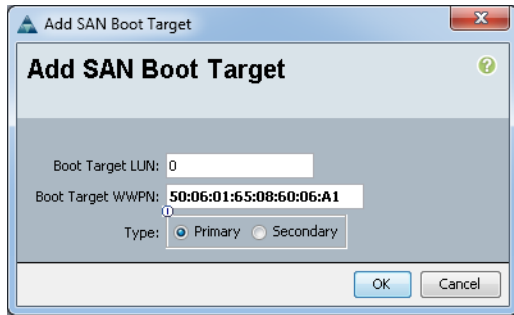 Add SAN Boot Target
Add SAN Boot Target
Boot Target LUN: 0
Boot Target WWPN: 50:06:01:65:08:60:06:A1
Type: Primary Secondary
OK Cancel